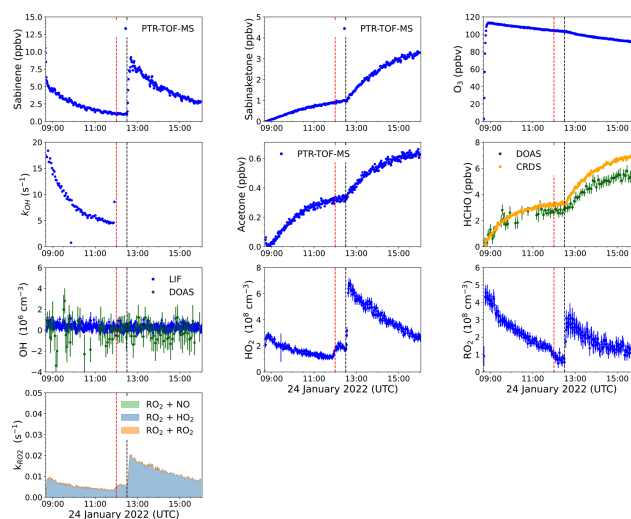 Sabinene (ppbv)
15.0
12.5
10.0
7.5
5.0
2.5
0.0
PTR-TOF-MS
09:00 11:00 13:00 15:00
Sabinaketone (ppbv)
5
4
3
2
1
0
PTR-TOF-MS
09:00 11:00 13:00 15:00
O3 (ppbv)
125
100
75
50
25
0
09:00 11:00 13:00 15:00
kOH (s−1)
20
15
10
5
0
09:00 11:00 13:00 15:00
Acetone (ppbv)
0.6
0.4
0.2
0.0
PTR-TOF-MS
09:00 11:00 13:00 15:00
HCHO (ppbv)
8
6
4
2
0
DOAS
CRDS
09:00 11:00 13:00 15:00
OH (10^6 cm−3)
6
4
2
0
−2
−4
LIF
DOAS
09:00 11:00 13:00 15:00
HO2 (10^8 cm−3)
8
6
4
2
0
09:00 11:00 13:00 15:00
24 January 2022 (UTC)
RO2 (10^8 cm−3)
6
4
2
0
09:00 11:00 13:00 15:00
24 January 2022 (UTC)
kRO2 (s−1)
0.04
0.03
0.02
0.01
0.00
RO2 + NO
RO2 + HO2
RO2 + RO2
09:00 11:00 13:00 15:00
24 January 2022 (UTC)